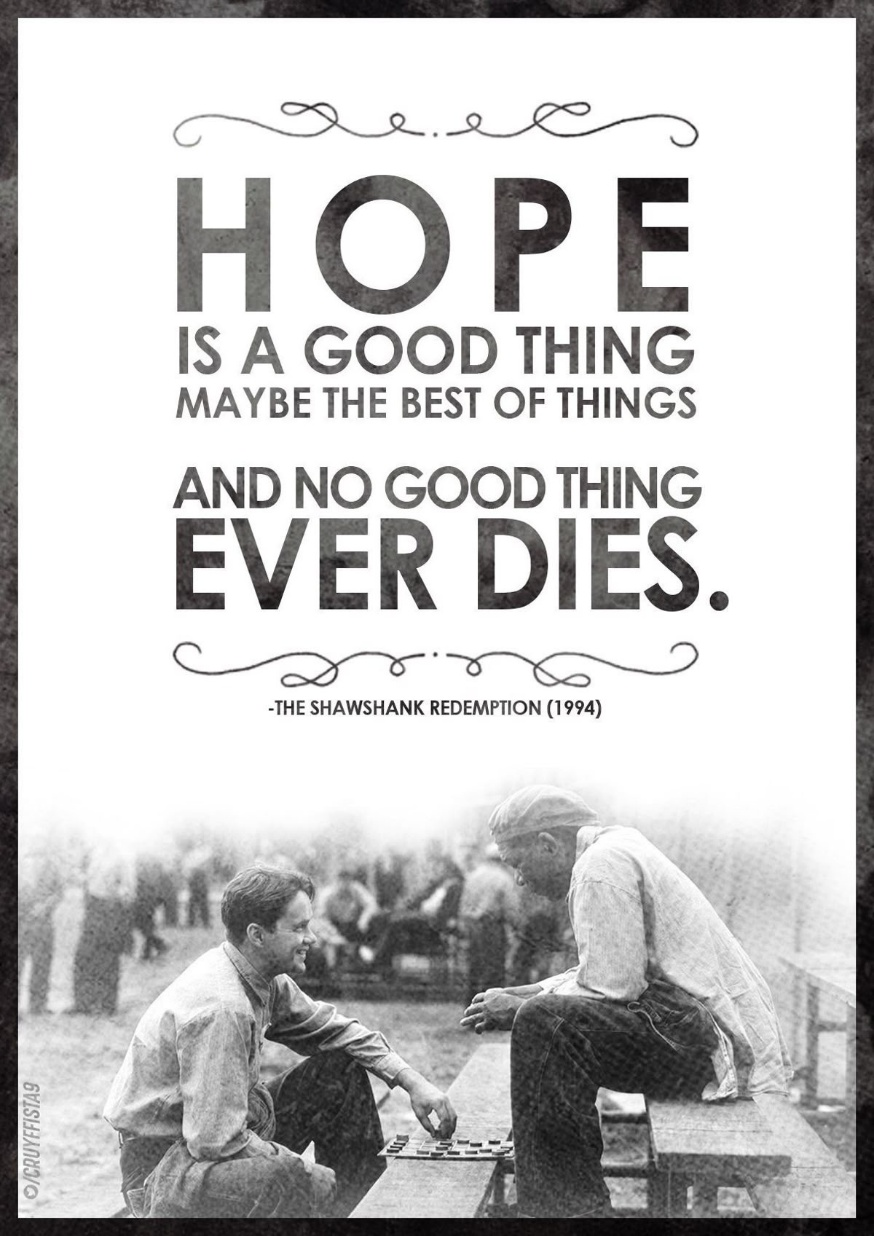 HOPE
IS A GOOD THING
MAYBE THE BEST OF THINGS
AND NO GOOD THING
EVER DIES.
-THE SHAWSHANK REDEMPTION (1994)
©/CRUYFFISTA9